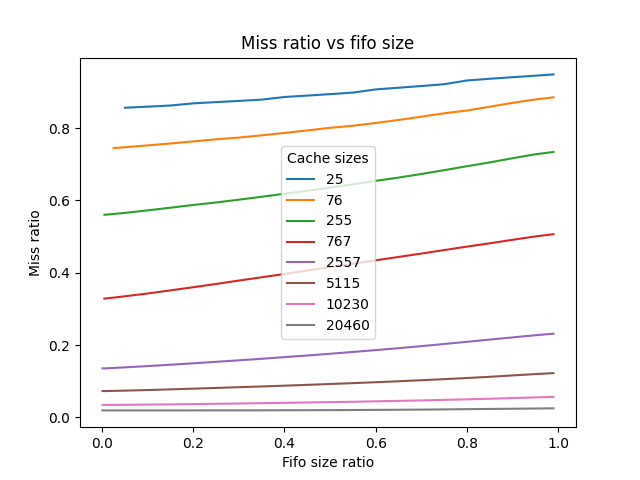 Miss ratio vs fifo size
Miss ratio
0.8
0.6
0.4
0.2
0.0
Cache sizes
25
76
255
767
2557
5115
10230
20460
0.0 0.2 0.4 0.6 0.8 1.0
Fifo size ratio